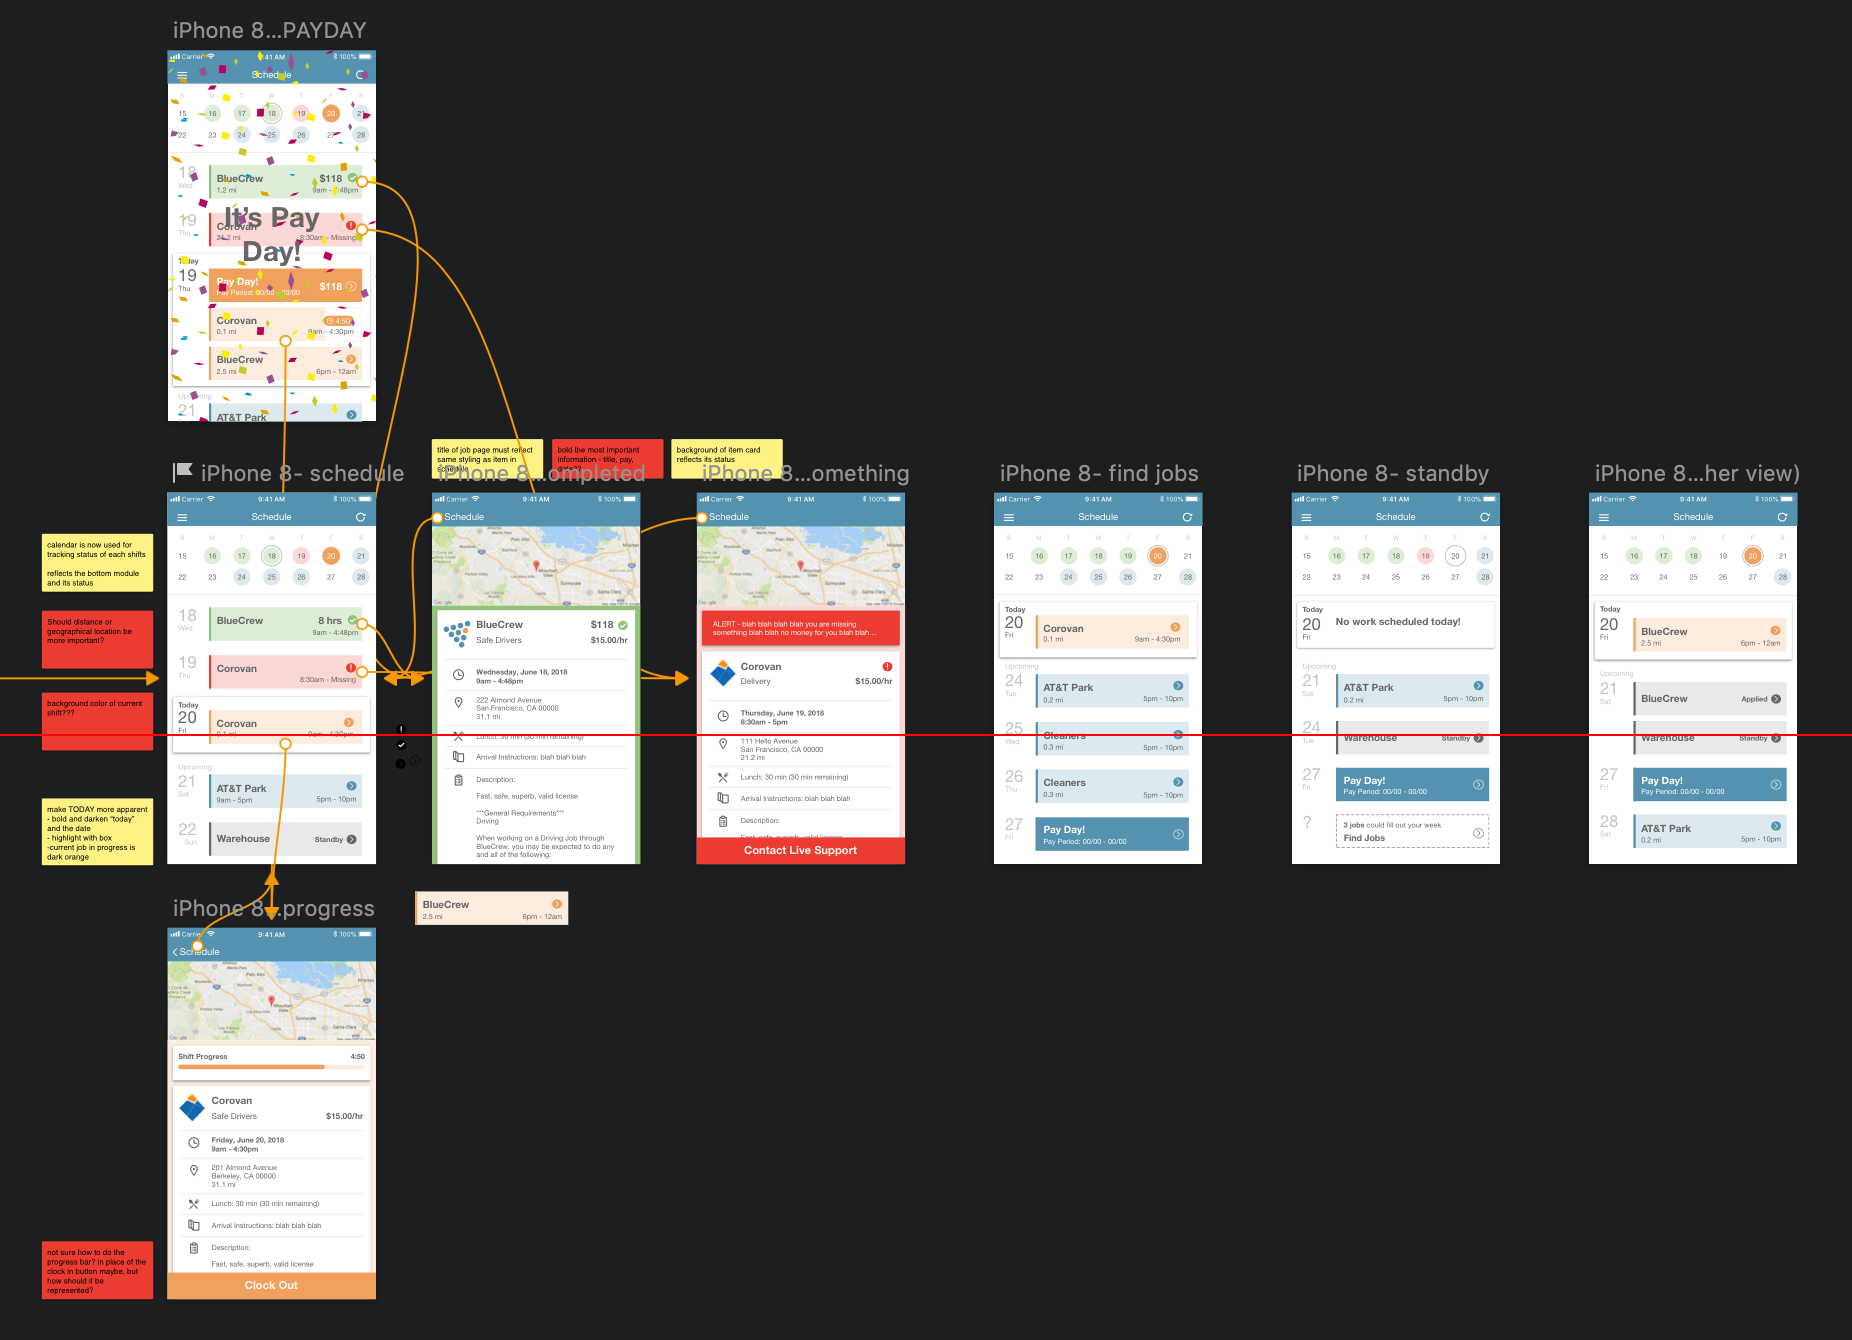 iPhone 8...PAYDAY
Carrier
9:41 AM
100%
Schedule
S M T W T F S
15 16 17 18 19 20 21
22 23 24 25 26 27 28
18
Wed
BlueCrew
$118
1.2 mi
9am - 4:48pm
19
Thu
Corovan
21.2 mi
8:30am - Missing
It's Pay
Day!
Today
19
Thu
Pay Day!
Pay Period: 00/00 - 00/00
$118
Corovan
4:50
0.1 mi
9am - 4:30pm
BlueCrew
2.5 mi
6pm - 12am
Upcoming
21
AT&T Park
title of job page must reflect
same styling as item in
schedule
bold the most important
information - title, pay,
background of item card
reflects its status
iPhone 8- schedule
iPhone 8...ompleted
iPhone 8...omething
iPhone 8- find jobs
iPhone 8- standby
iPhone 8...her view)
calendar is now used for
tracking status of each shifts
reflects the bottom module
and its status
Should distance or
geographical location be
more important?
background color of current
shift???
make TODAY more apparent
- bold and darken "today"
and the date
- highlight with box
-current job in progress is
dark orange
Carrier
9:41 AM
100%
Schedule
S M T W T F S
15 16 17 18 19 20 21
22 23 24 25 26 27 28
18
Wed
BlueCrew
8 hrs
9am - 4:48pm
19
Thu
Corovan
8:30am - Missing
Today
20
Fri
Corovan
0.1 mi
9am - 4:30pm
Upcoming
21
Sat
AT&T Park
9am - 5pm
5pm - 10pm
22
Sun
Warehouse
Standby
Carrier
9:41 AM
100%
Schedule
Google
BlueCrew
$118
Safe Drivers
$15.00/hr
Wednesday, June 18, 2018
9am - 4:48pm
222 Almond Avenue
San Francisco, CA 00000
31.1 mi
Lunch: 30 min (30 min remaining)
Arrival Instructions: blah blah blah
Description:
Fast, safe, superb, valid license
***General Requirements***
Driving
When working on a Driving Job through
BlueCrew, you may be expected to do any
and all of the following:
Carrier
9:41 AM
100%
Schedule
Google
ALERT - blah blah blah blah you are missing
something blah blah no money for you blah blah...
Corovan
Delivery
$15.00/hr
Thursday, June 19, 2018
8:30am - 5pm
111 Hello Avenue
San Francisco, CA 00000
21.2 mi
Lunch: 30 min (30 min remaining)
Arrival Instructions: blah blah blah
Description:
Fast, safe, superb, valid license
Contact Live Support
Carrier
9:41 AM
100%
Schedule
S M T W T F S
15 16 17 18 19 20 21
22 23 24 25 26 27 28
Today
20
Fri
Corovan
0.1 mi
9am - 4:30pm
Upcoming
24
Tue
AT&T Park
0.2 mi
5pm - 10pm
25
Wed
Cleaners
0.3 mi
5pm - 10pm
26
Thu
Cleaners
0.3 mi
5pm - 10pm
27
Fri
Pay Day!
Pay Period: 00/00 - 00/00
Carrier
9:41 AM
100%
Schedule
S M T W T F S
15 16 17 18 19 20 21
22 23 24 25 26 27 28
Today
20
Fri
No work scheduled today!
Upcoming
21
Sat
AT&T Park
0.2 mi
5pm - 10pm
24
Tue
Warehouse
Standby
27
Fri
Pay Day!
Pay Period: 00/00 - 00/00
?
3 jobs could fill out your week
Find Jobs
Carrier
9:41 AM
100%
Schedule
S M T W T F S
15 16 17 18 19 20 21
22 23 24 25 26 27 28
Today
20
Fri
BlueCrew
2.5 mi
6pm - 12am
Upcoming
21
Sat
BlueCrew
Applied
24
Tue
Warehouse
Standby
27
Fri
Pay Day!
Pay Period: 00/00 - 00/00
28
Sat
AT&T Park
0.2 mi
5pm - 10pm
BlueCrew
2.5 mi
6pm - 12am
iPhone 8...progress
Carrier
9:41 AM
100%
Schedule
Google
Shift Progress
4:50
Corovan
Safe Drivers
$15.00/hr
Friday, June 20, 2018
9am - 4:30pm
201 Almond Avenue
Berkeley, CA 00000
31.1 mi
Lunch: 30 min (30 min remaining)
Arrival Instructions: blah blah blah
Description:
Fast, safe, superb, valid license
Clock Out
not sure how to do the
progress bar? in place of the
clock in button maybe, but
how should it be
represented?